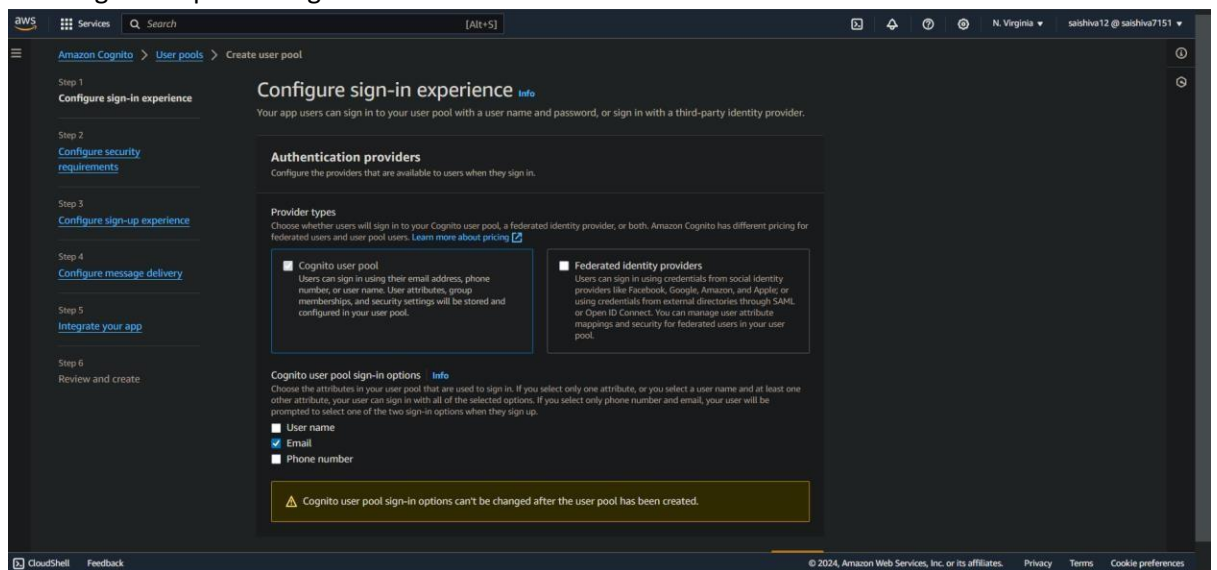 aws Services Search [Alt+S] N. Virginia saishiva12 @ saishiva7151
Amazon Cognito > User pools > Create user pool
Step 1
Configure sign-in experience
Step 2
Configure security
requirements
Step 3
Configure sign-up experience
Step 4
Configure message delivery
Step 5
Integrate your app
Step 6
Review and create
Configure sign-in experience Info
Your app users can sign in to your user pool with a user name and password, or sign in with a third-party identity provider.
Authentication providers
Configure the providers that are available to users when they sign in.
Provider types
Choose whether users will sign in to your Cognito user pool, a federated identity provider, or both. Amazon Cognito has different pricing for
federated users and user pool users. Learn more about pricing
Cognito user pool
Users can sign in using their email address, phone
number, or user name. User attributes, group
memberships, and security settings will be stored and
configured in your user pool.
Federated identity providers
Users can sign in using credentials from social identity
providers like Facebook, Google, Amazon, and Apple; or
using credentials from external directories through SAML
or Open ID Connect. You can manage user attribute
mappings and security for federated users in your user
pool.
Cognito user pool sign-in options Info
Choose the attributes in your user pool that are used to sign in. If you select only one attribute, or you select a user name and at least one
other attribute, your user can sign in with all of the selected options. If you select only phone number and email, your user will be
prompted to select one of the two sign-in options when they sign up.
User name
Email
Phone number
Cognito user pool sign-in options can't be changed after the user pool has been created.
CloudShell Feedback © 2024, Amazon Web Services, Inc. or its affiliates. Privacy Terms Cookie preferences